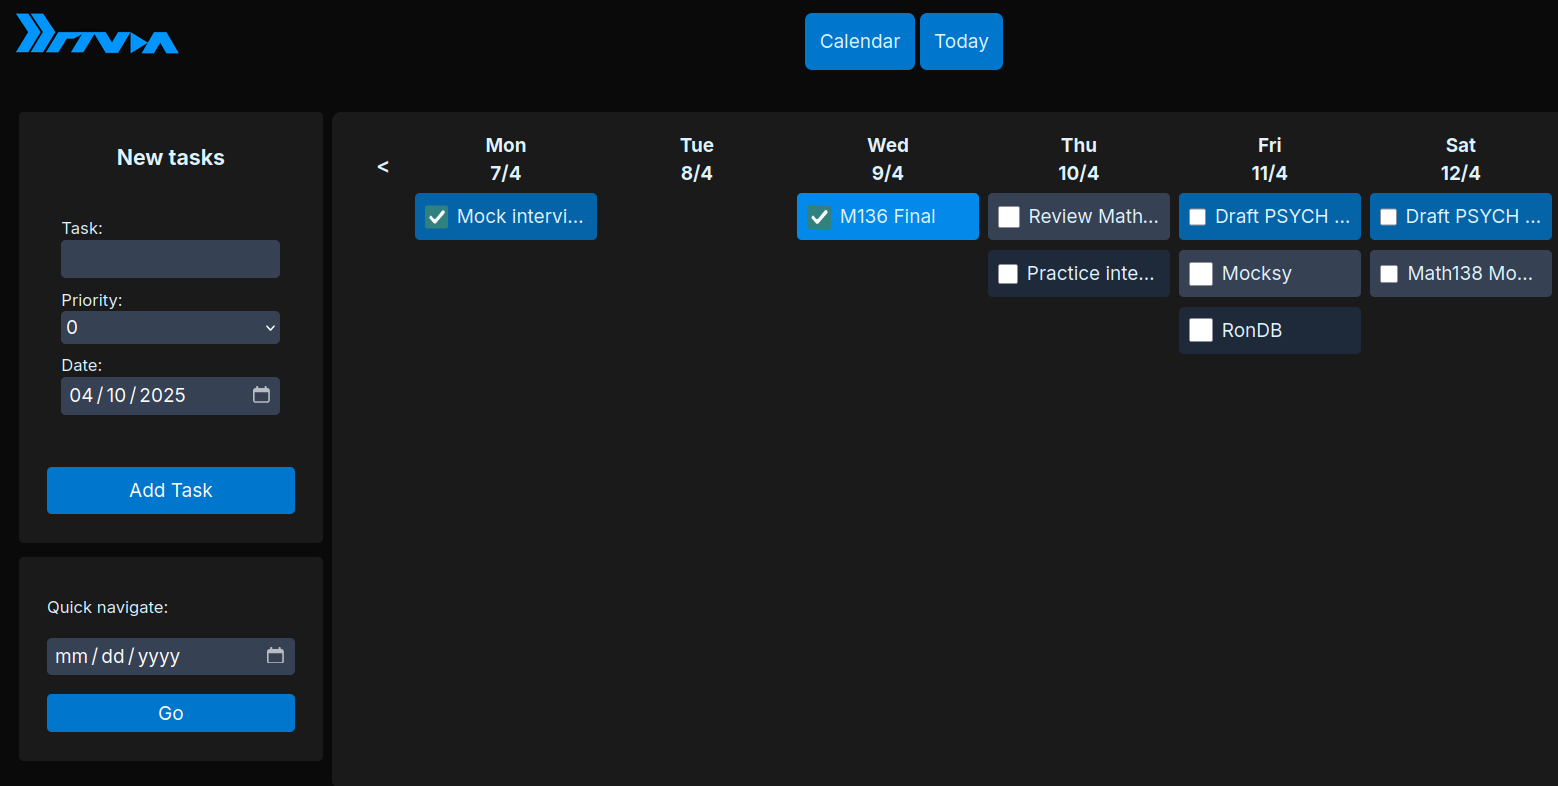 Calendar
Today
New tasks
Task:
Priority:
0
Date:
04/10/2025
Add Task
Quick navigate:
mm/dd/yyyy
Go
<
Mon
7/4
Mock intervi...
Tue
8/4
Wed
9/4
M136 Final
Thu
10/4
Review Math...
Practice inte...
Fri
11/4
Draft PSYCH ...
Mocksy
RonDB
Sat
12/4
Draft PSYCH ...
Math138 Mo...